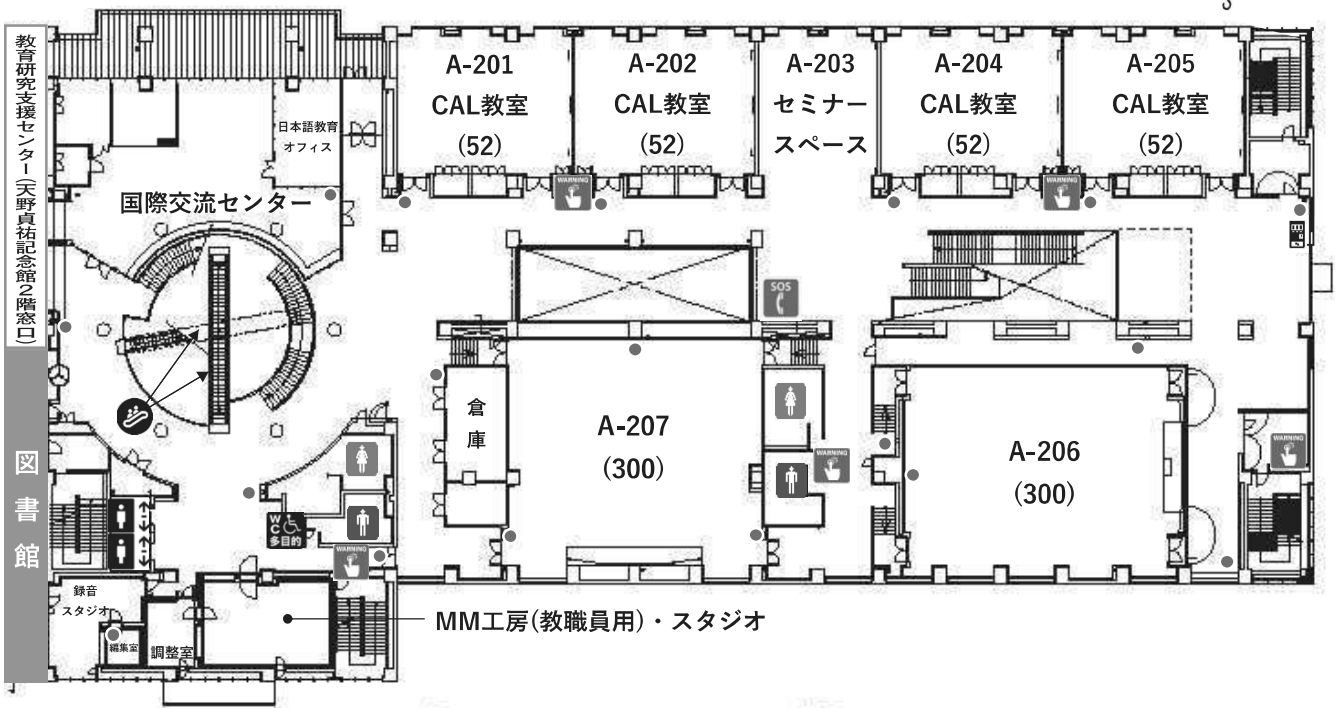 教育研究支援センター(天野貞祐記念館2階窓口)
図書館
A-201
CAL教室
(52)
A-202
CAL教室
(52)
A-203
セミナー
スペース
A-204
CAL教室
(52)
A-205
CAL教室
(52)
日本語教育
オフィス
国際交流センター
WARNING
WARNING
SOS
倉庫
A-207
(300)
WARNING
A-206
(300)
WARNING
WC
多目的
WARNING
録音
スタジオ
編集室
調整室
MM工房(教職員用)・スタジオ